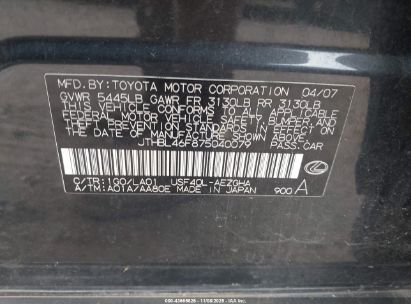 MFD.BY: TOYOTA MOTOR CORPORATION 04/07
GVWR 5445LB GAWR FR 3130LB RR 3130LB
THIS VEHICLE CONFORMS TO ALL APPLICABLE
FEDERAL MOTOR VEHICLE SAFETY, BUMPER, AND
THEFT PREVENTION STANDARDS IN EFFECT ON
THE DATE OF MANUFACTURE SHOWN ABOVE.
JTHBL46F875040079 PASS.CAR
C/TR:1G0/LA01 USF40L-AEZGHA
A/TM:A01A/AA80E MADE IN JAPAN 900 A